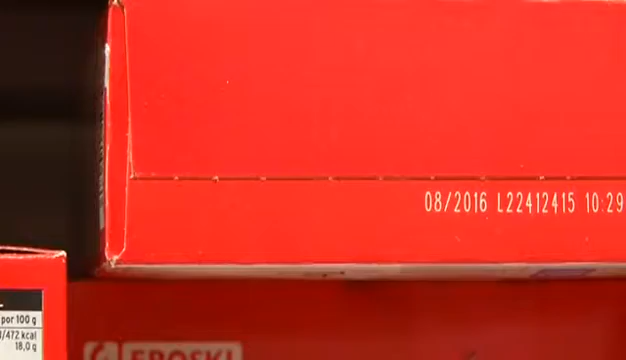 08/2016 L22412415 10:29
por 100 g
/472 kcal
18,0 g
EROSKI